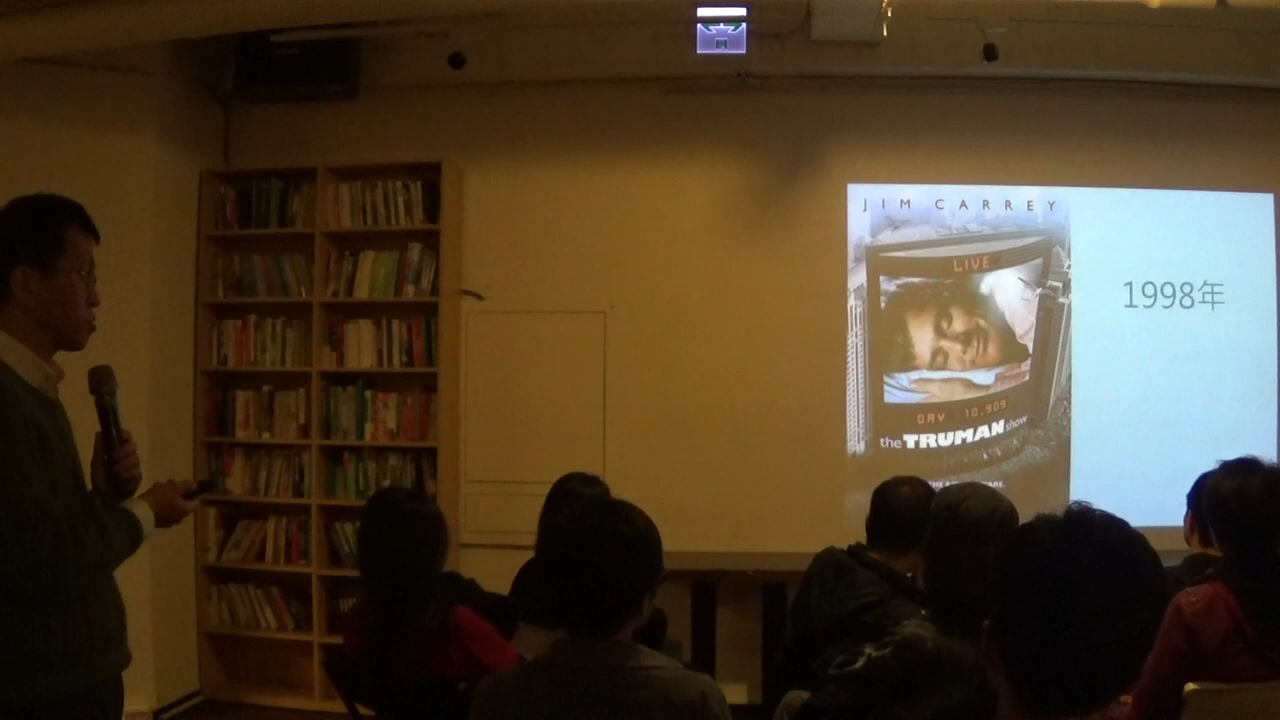 JIM CARREY
LIVE
1998年
DAY 10,909
the TRUMAN show